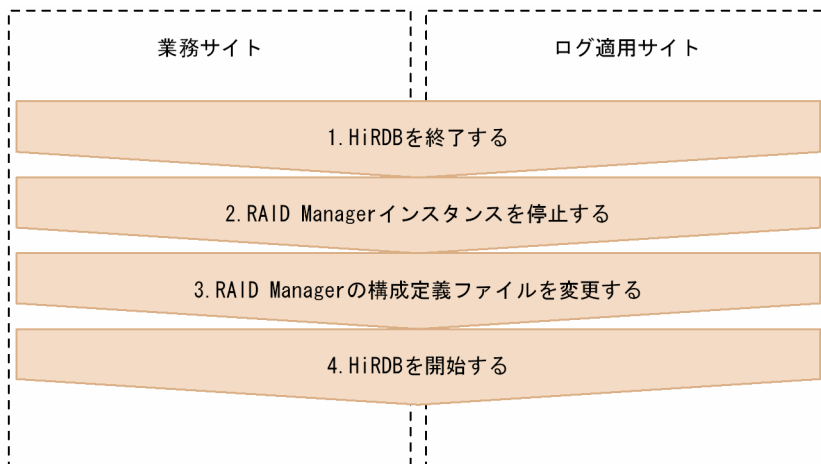 業務サイト
ログ適用サイト
1.HiRDBを終了する
2.RAID Managerインスタンスを停止する
3.RAID Managerの構成定義ファイルを変更する
4.HiRDBを開始する